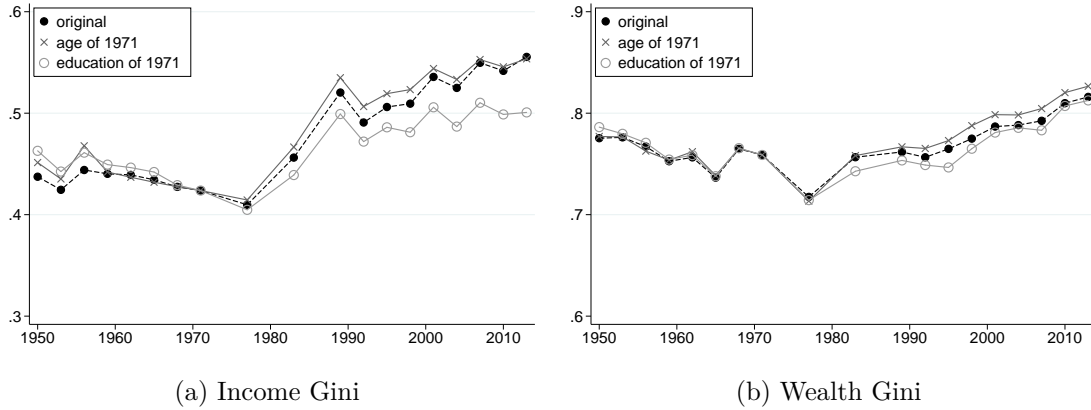 .6
original
age of 1971
education of 1971
.5
.4
.3
1950 1960 1970 1980 1990 2000 2010
(a) Income Gini
.9
original
age of 1971
education of 1971
.8
.7
.6
1950 1960 1970 1980 1990 2000 2010
(b) Wealth Gini